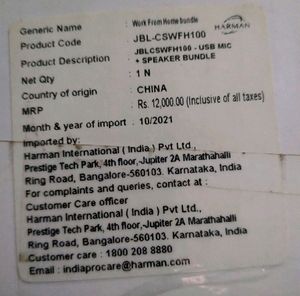 Generic Name : Work From Home bundle
HARMAN
Product Code : JBL-CSWFH100
Product Description : JBLCSWFH100 - USB MIC
+ SPEAKER BUNDLE
Net Qty : 1 N
Country of origin : CHINA
MRP : Rs. 12,000.00 (Inclusive of all taxes)
Month & year of import : 10/2021
Imported by:
Harman International ( India ) Pvt Ltd.,
Prestige Tech Park, 4th floor,-Jupiter 2A Marathahalli
Ring Road, Bangalore-560103. Karnataka, India
For complaints and queries, contact at :
Customer Care officer
Harman International ( India ) Pvt Ltd.,
Prestige Tech Park, 4th floor,-Jupiter 2A Marathahalli
Ring Road, Bangalore-560103. Karnataka, India
Customer care : 1800 208 8880
Email : indiaprocare@harman.com